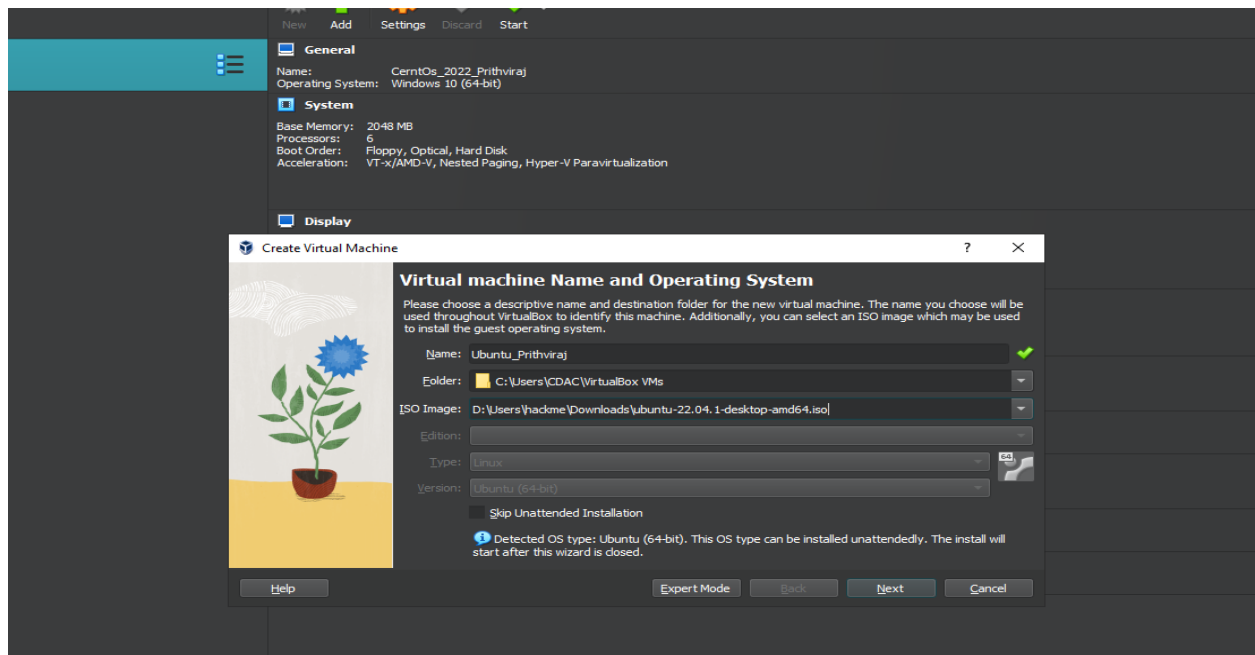 New Add Settings Discard Start
General
Name: CerntOs_2022_Prithviraj
Operating System: Windows 10 (64-bit)
System
Base Memory: 2048 MB
Processors: 6
Boot Order: Floppy, Optical, Hard Disk
Acceleration: VT-x/AMD-V, Nested Paging, Hyper-V Paravirtualization
Display
Create Virtual Machine ?
Virtual machine Name and Operating System
Please choose a descriptive name and destination folder for the new virtual machine. The name you choose will be
used throughout VirtualBox to identify this machine. Additionally, you can select an ISO image which may be used
to install the guest operating system.
Name: Ubuntu_Prithviraj
Folder: C:\Users\CDAC\VirtualBox VMs
ISO Image: D:\Users\hackme\Downloads\ubuntu-22.04.1-desktop-amd64.iso
Edition:
Type: Linux
64
Version: Ubuntu (64-bit)
Skip Unattended Installation
Detected OS type: Ubuntu (64-bit). This OS type can be installed unattendedly. The install will
start after this wizard is closed.
Help Expert Mode Back Next Cancel